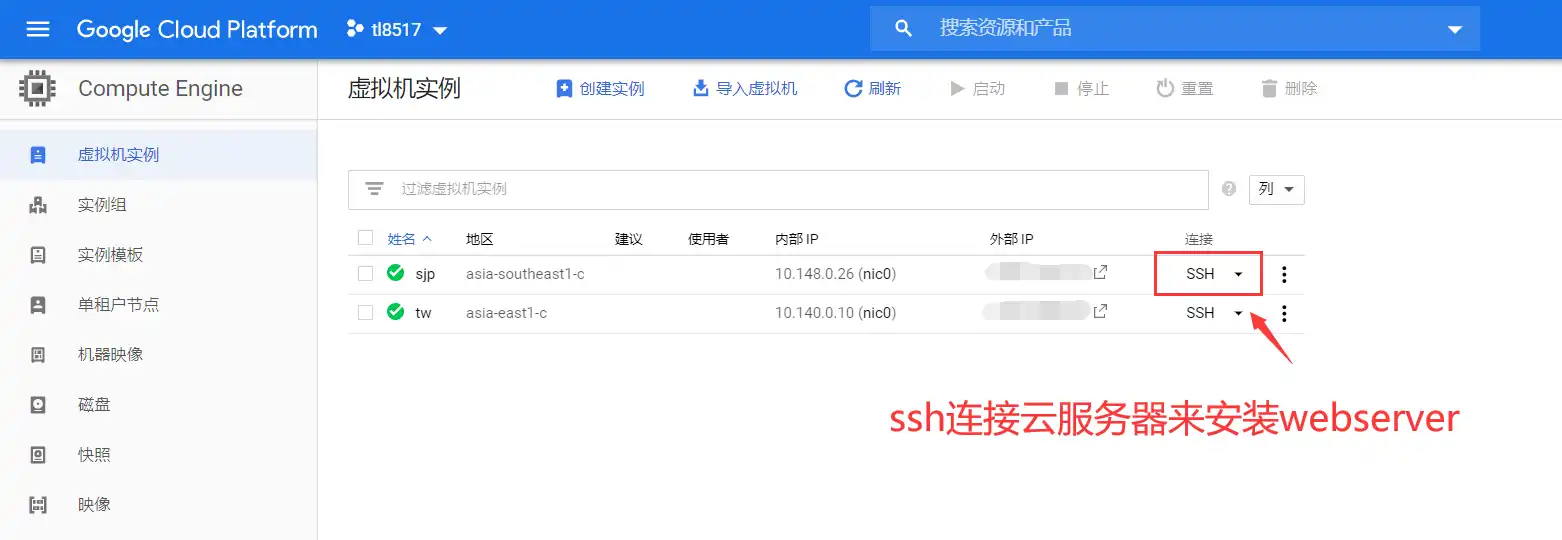 Google Cloud Platform tl8517 搜索资源和产品
Compute Engine 虚拟机实例 创建实例 导入虚拟机 刷新 启动 停止 重置 删除
虚拟机实例
实例组
实例模板
单租户节点
机器映像
磁盘
快照
映像
过滤虚拟机实例 列
姓名 地区 建议 使用者 内部 IP 外部 IP 连接
sjp asia-southeast1-c 10.148.0.26 (nic0) SSH
tw asia-east1-c 10.140.0.10 (nic0) SSH
ssh连接云服务器来安装webserver